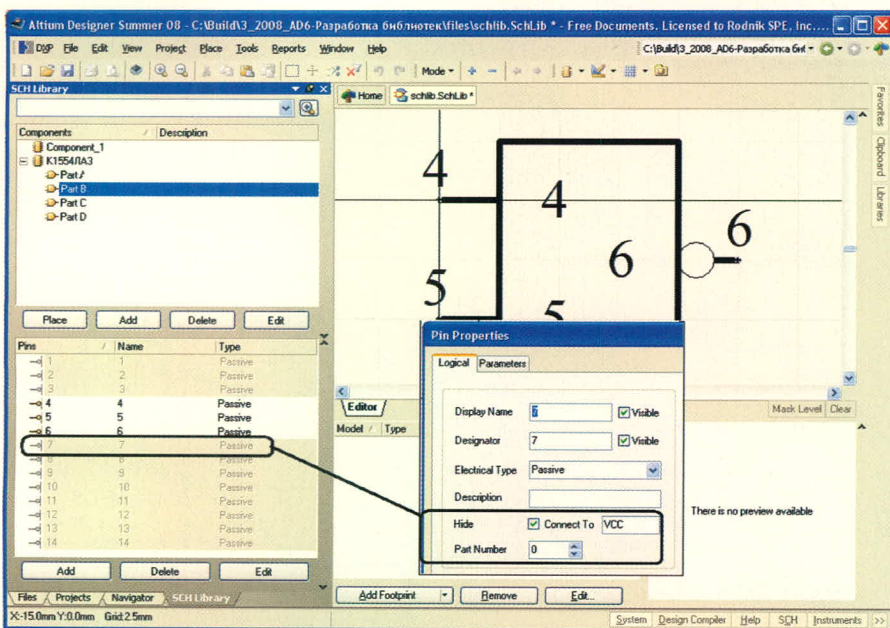 Altium Designer Summer 08 - C:\Build\3_2008_AD6-Разработка библиотек\files\schlib.SchLib * - Free Documents. Licensed to Rodnik SPE, Inc....
DXP File Edit View Project Place Tools Reports Window Help
C:\Build\3_2008_AD6-Разработка биб
Mode
SCH Library
Home schlib.SchLib *
Favorites
Clipboard
Libraries
Components / Description
Component_1
К1554ЛА3
Part A
Part B
Part C
Part D
4
4
6
6
5
5
Place Add Delete Edit
Pins / Name Type
1 1 Passive
2 2 Passive
3 3 Passive
4 4 Passive
5 5 Passive
6 6 Passive
7 7 Passive
8 8 Passive
9 9 Passive
10 10 Passive
11 11 Passive
12 12 Passive
13 13 Passive
14 14 Passive
Add Delete Edit
Files Projects Navigator SCH Library
Editor
Mask Level Clear
Model / Type
Pin Properties
Logical Parameters
Display Name 7 Visible
Designator 7 Visible
Electrical Type Passive
Description
Hide Connect To VCC
Part Number 0
There is no preview available
Add Footprint Remove Edit...
X:-15.0mm Y:0.0mm Grid:2.5mm
System Design Compiler Help SCH Instruments >>